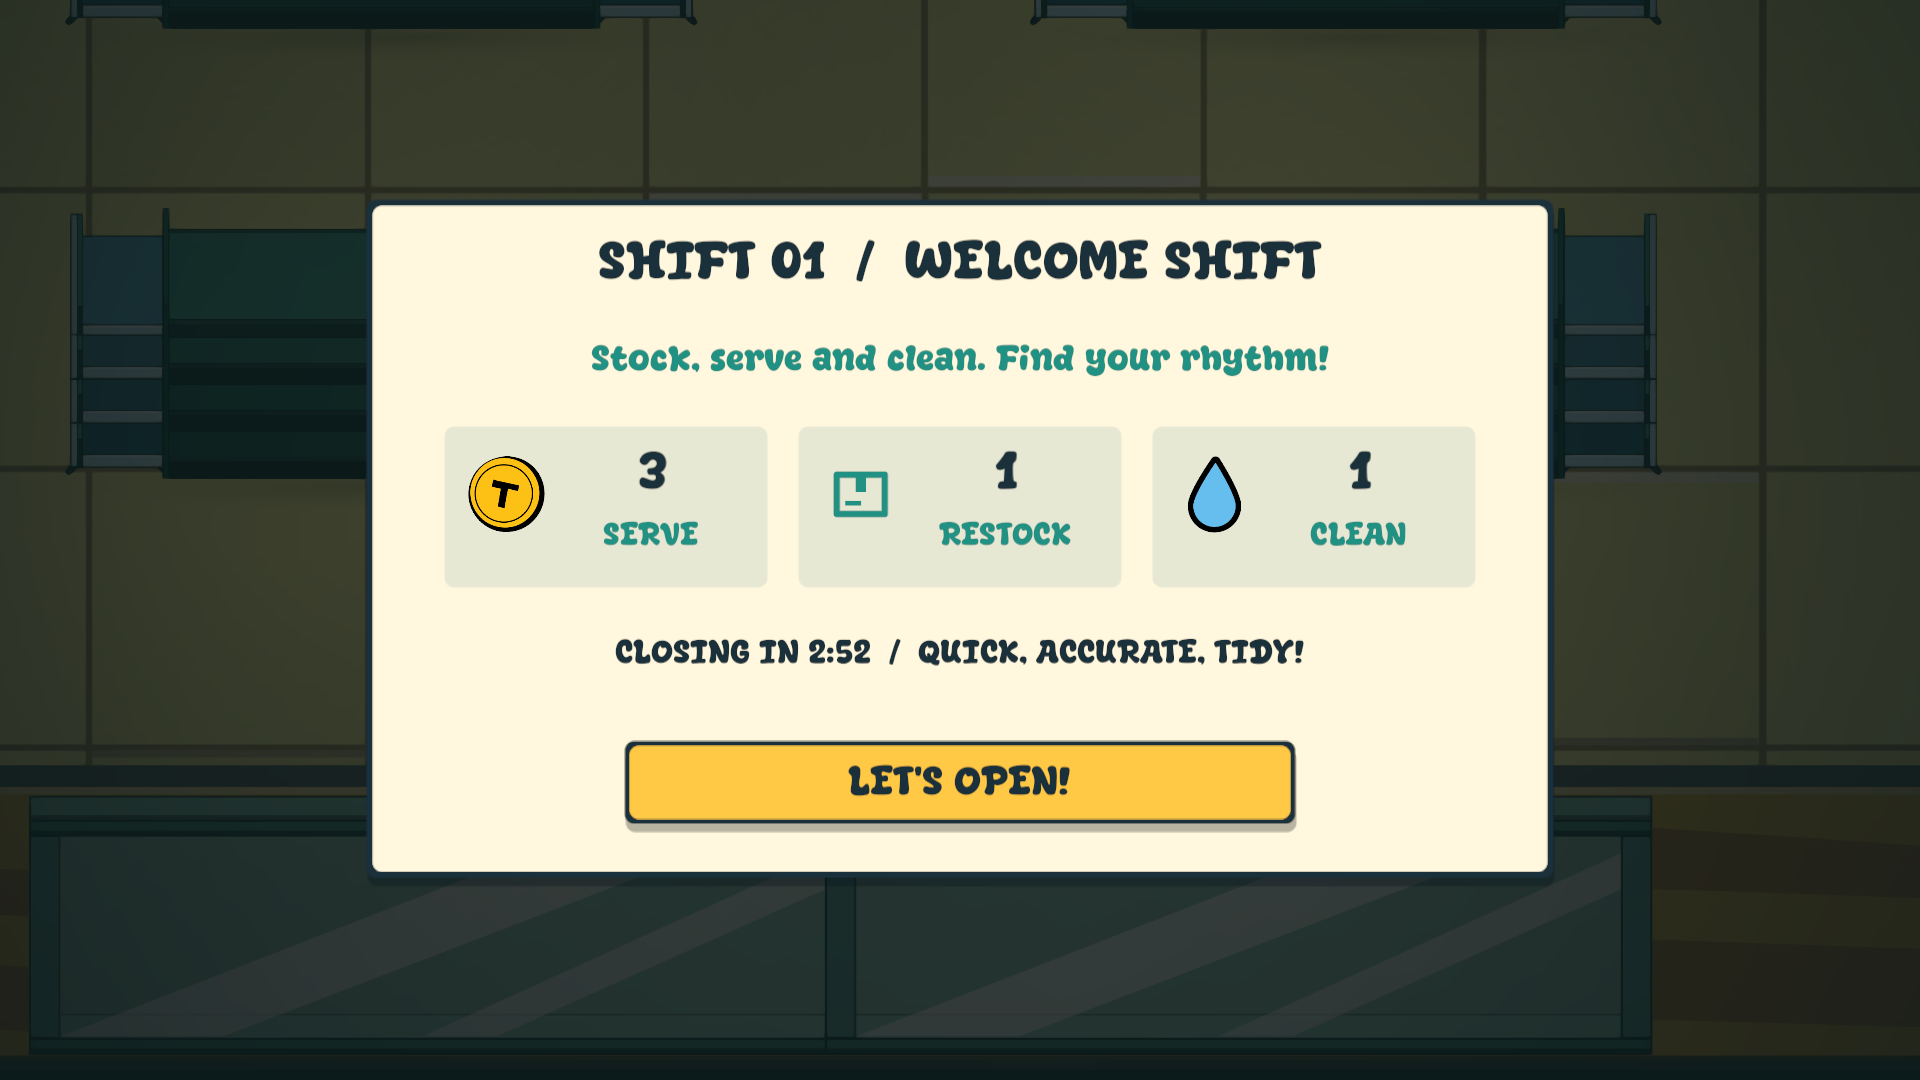 SHIFT 01 / WELCOME SHIFT
Stock, serve and clean. Find your rhythm!
T
3
SERVE
1
RESTOCK
1
CLEAN
CLOSING IN 2:52 / QUICK, ACCURATE, TIDY!
LET'S OPEN!